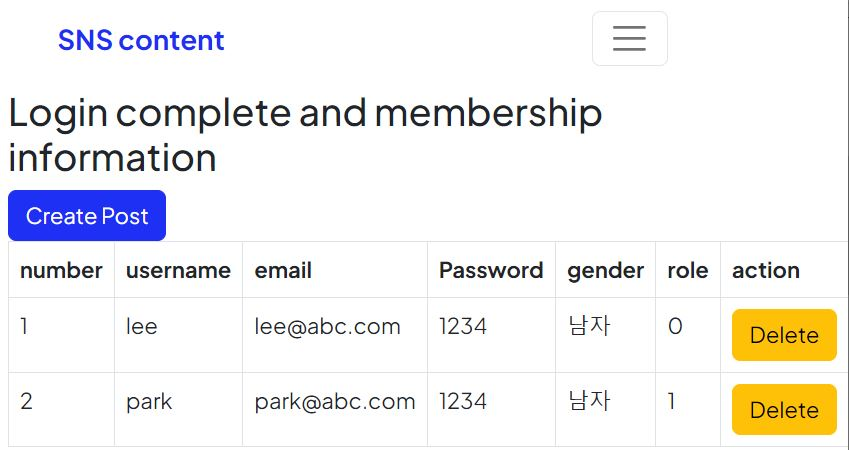 SNS content
Login complete and membership
information
Create Post
number username email Password gender role action
1 lee lee@abc.com 1234 남자 0 Delete
2 park park@abc.com 1234 남자 1 Delete